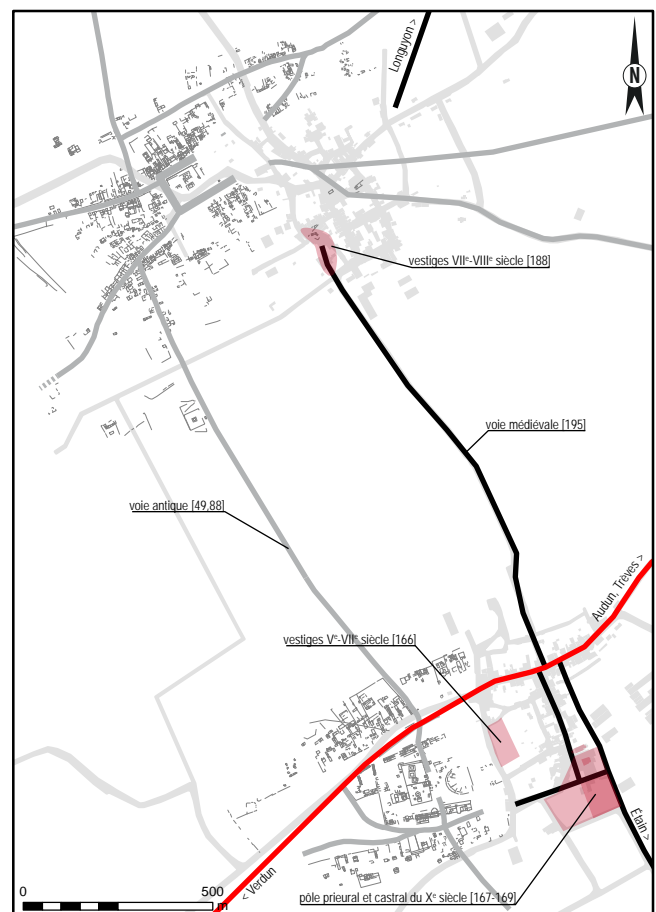 Longuyon >
N
vestiges VIIᵉ-VIIIᵉ siècle [188]
voie médiévale [195]
voie antique [49,88]
Audun, Trèves >
vestiges Vᵉ-VIIᵉ siècle [166]
Étain >
< Verdun
pôle prieural et castral du Xᵉ siècle [167-169]
0 500
m